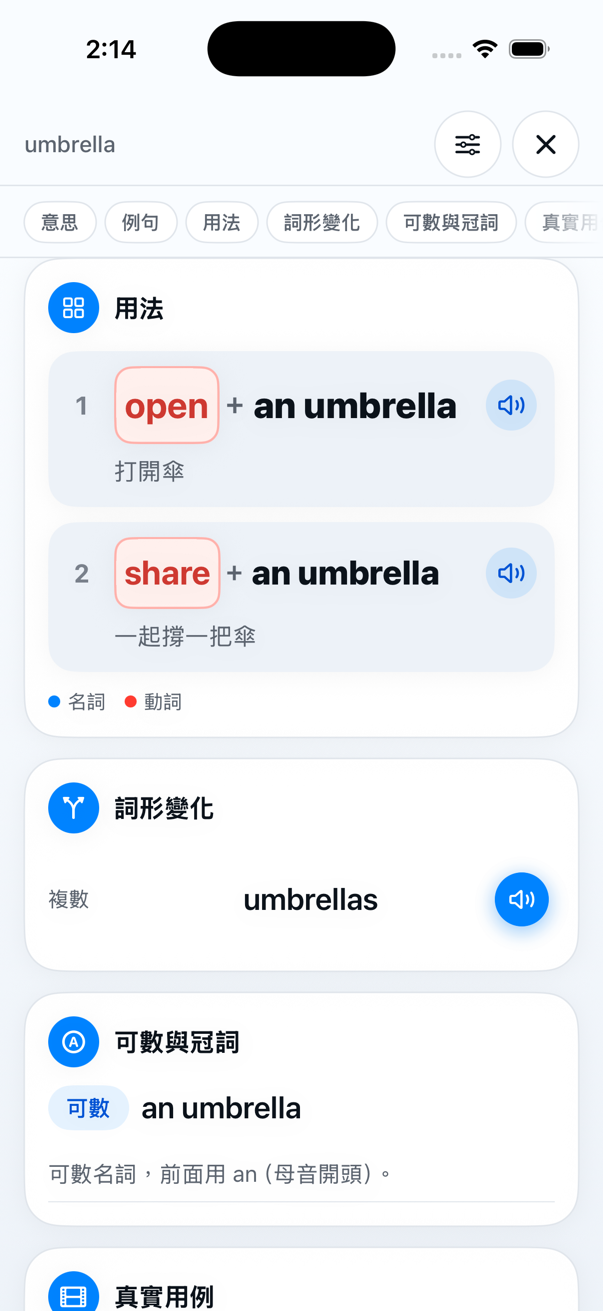 2:14
umbrella
意思 例句 用法 詞形變化 可數與冠詞 真實用
用法
1 open + an umbrella
打開傘
2 share + an umbrella
一起撐一把傘
名詞 動詞
詞形變化
複數 umbrellas
A 可數與冠詞
可數 an umbrella
可數名詞，前面用 an (母音開頭)。
真實用例